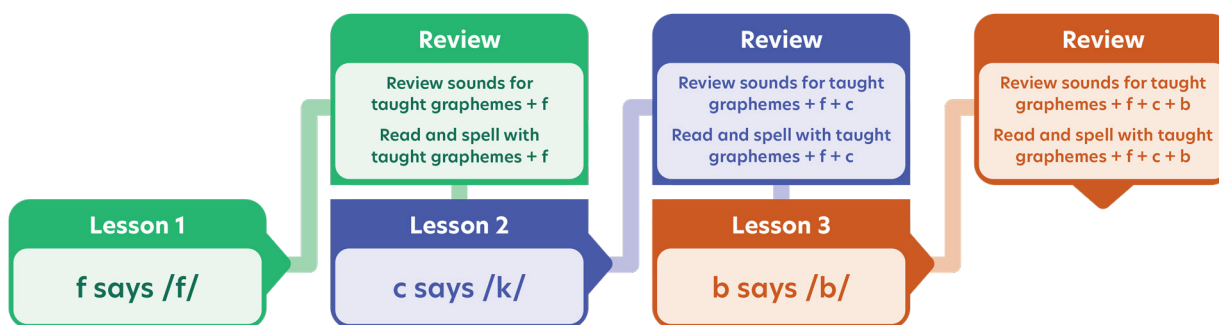 Review
Review sounds for
taught graphemes + f
Read and spell with
taught graphemes + f
Review
Review sounds for taught
graphemes + f + c
Read and spell with taught
graphemes + f + c
Review
Review sounds for taught
graphemes + f + c + b
Read and spell with taught
graphemes + f + c + b
Lesson 1
f says /f/
Lesson 2
c says /k/
Lesson 3
b says /b/